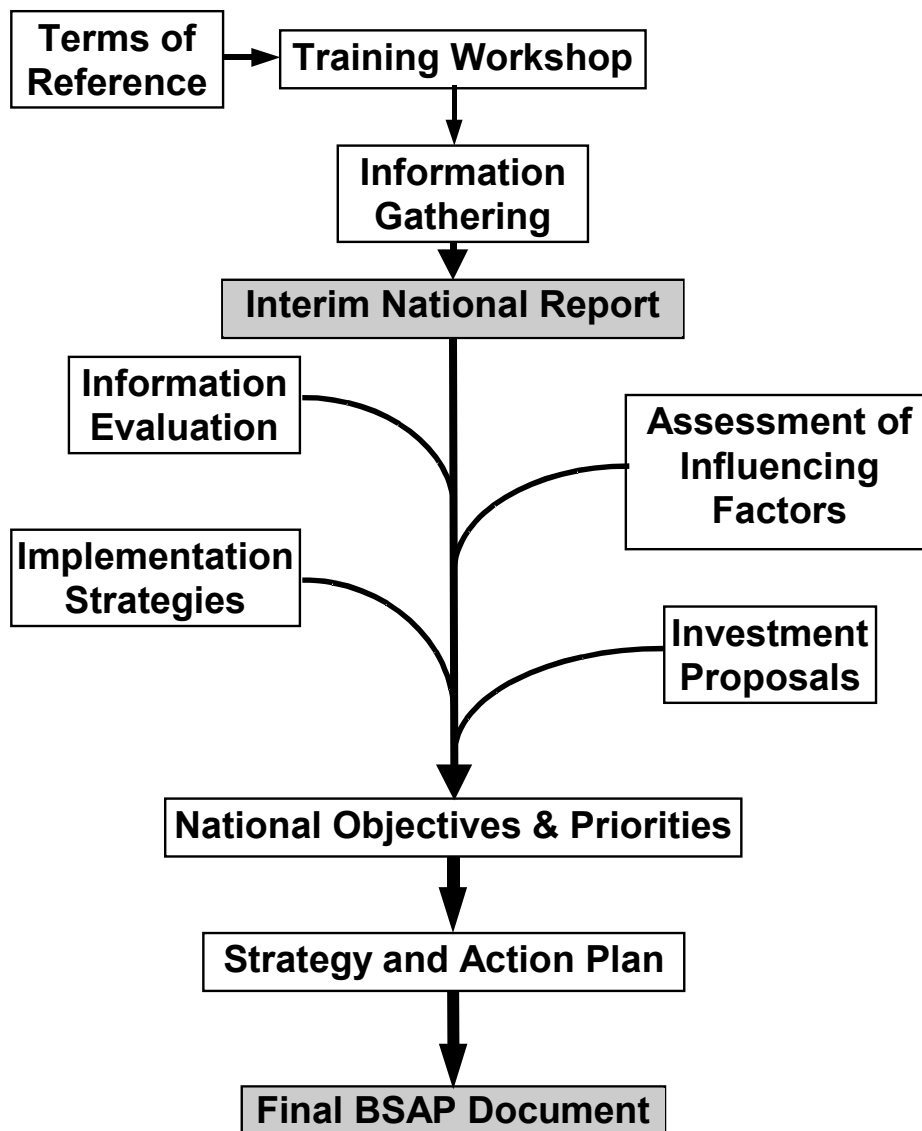 Terms of
Reference
Training Workshop
Information
Gathering
Interim National Report
Information
Evaluation
Assessment of
Influencing
Factors
Implementation
Strategies
Investment
Proposals
National Objectives & Priorities
Strategy and Action Plan
Final BSAP Document